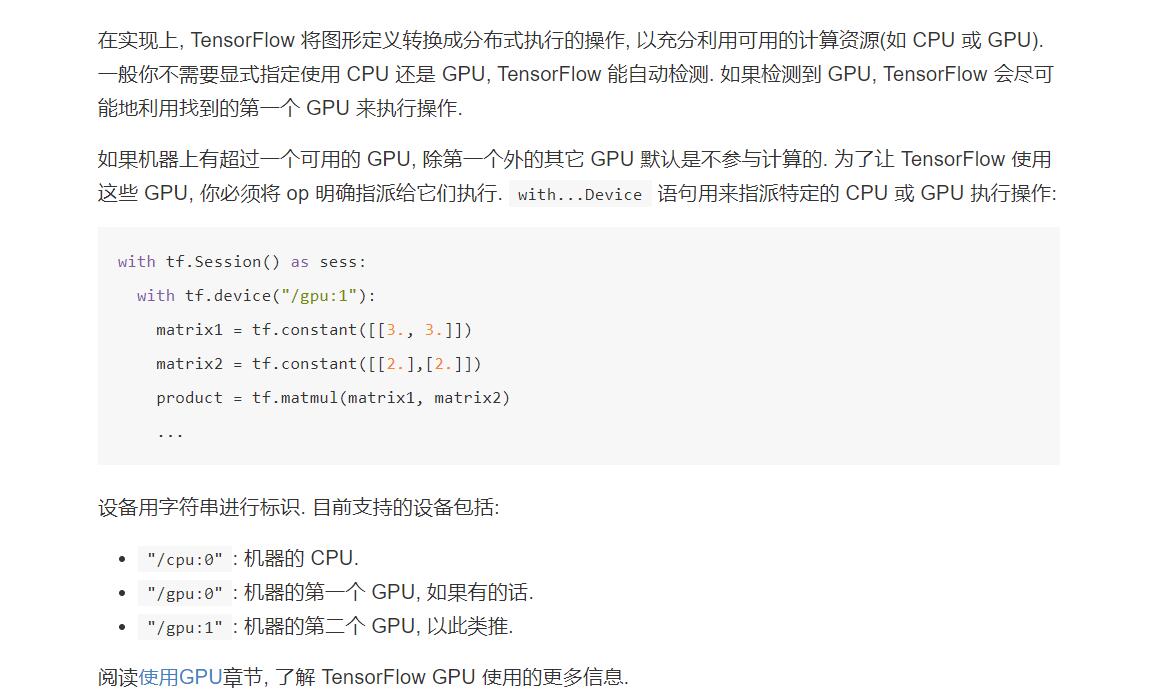 在实现上, TensorFlow 将图形定义转换成分布式执行的操作, 以充分利用可用的计算资源(如 CPU 或 GPU).
一般你不需要显式指定使用 CPU 还是 GPU, TensorFlow 能自动检测. 如果检测到 GPU, TensorFlow 会尽可
能地利用找到的第一个 GPU 来执行操作.
如果机器上有超过一个可用的 GPU, 除第一个外的其它 GPU 默认是不参与计算的. 为了让 TensorFlow 使用
这些 GPU, 你必须将 op 明确指派给它们执行. with...Device 语句用来指派特定的 CPU 或 GPU 执行操作:
with tf.Session() as sess:
  with tf.device("/gpu:1"):
    matrix1 = tf.constant([[3., 3.]])
    matrix2 = tf.constant([[2.],[2.]])
    product = tf.matmul(matrix1, matrix2)
    ...
设备用字符串进行标识. 目前支持的设备包括:
• "/cpu:0" : 机器的 CPU.
• "/gpu:0" : 机器的第一个 GPU, 如果有的话.
• "/gpu:1" : 机器的第二个 GPU, 以此类推.
阅读使用GPU章节, 了解 TensorFlow GPU 使用的更多信息.